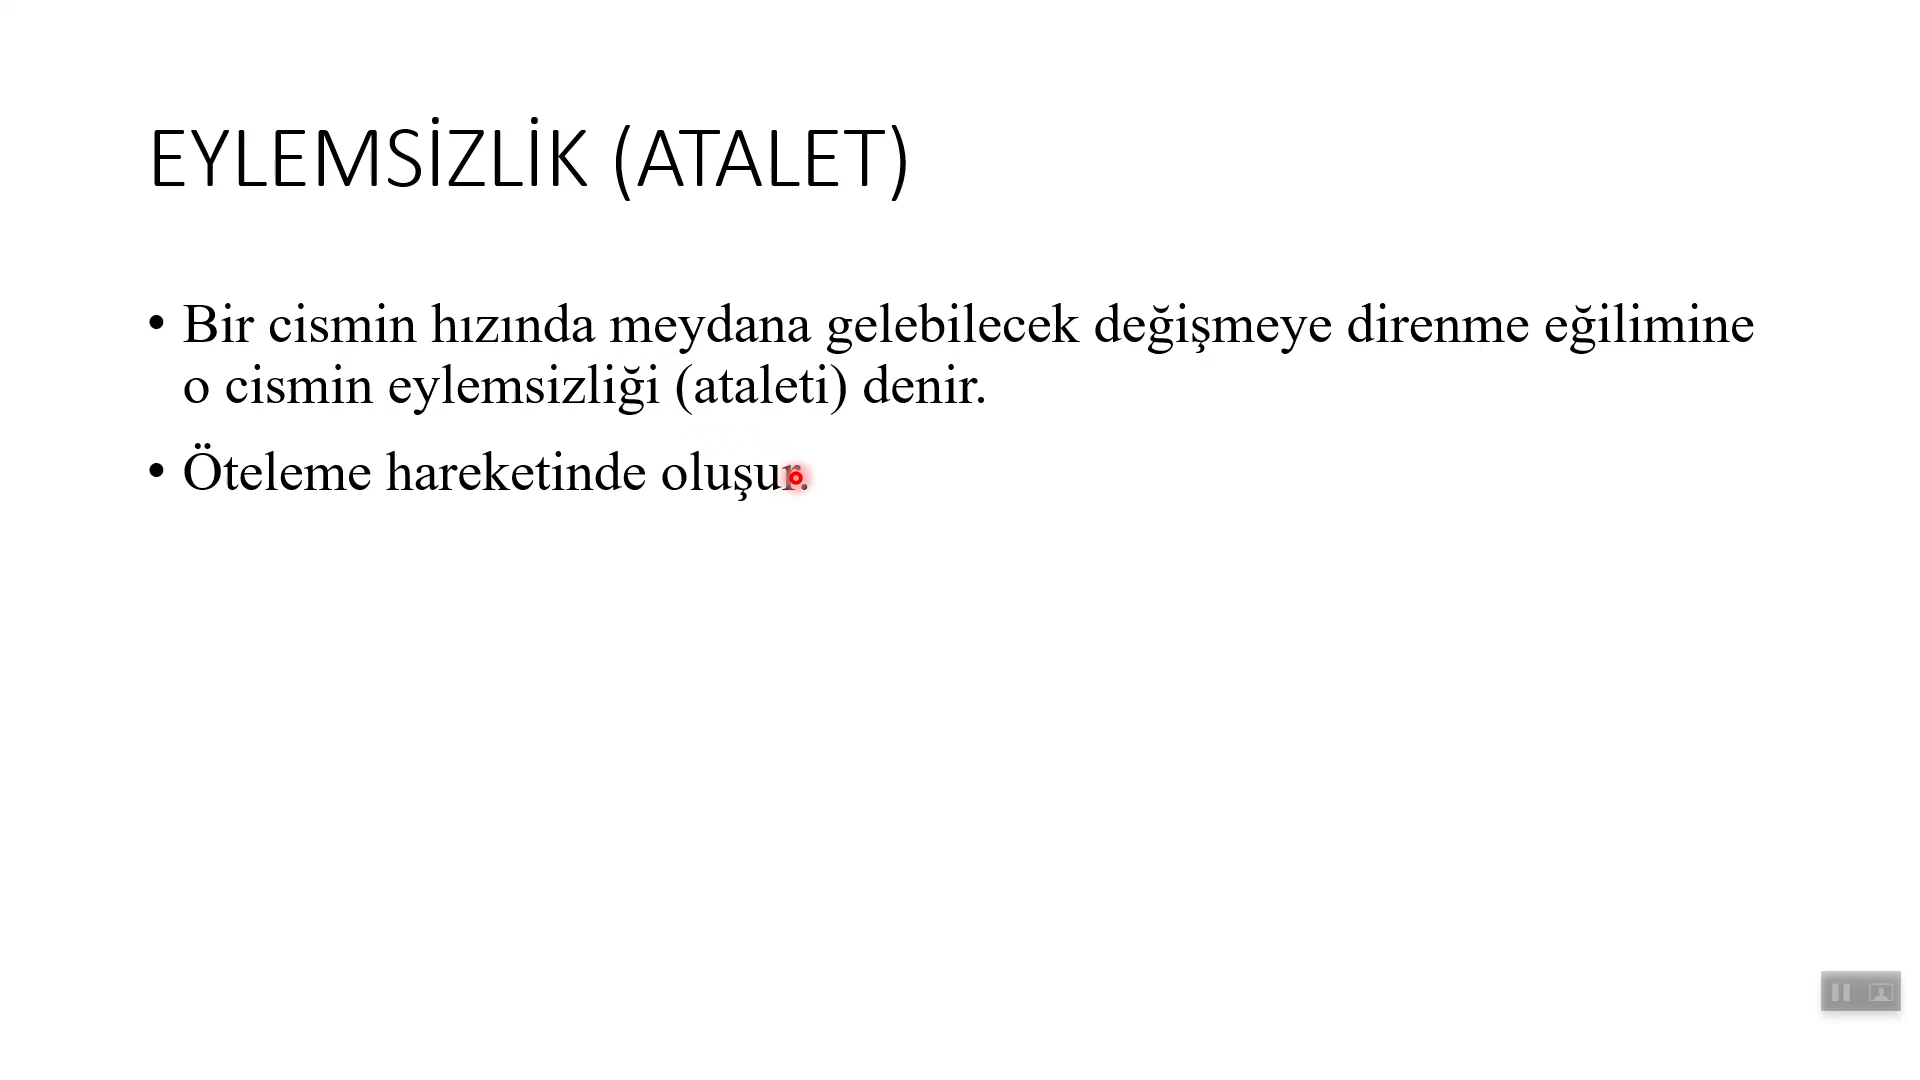 EYLEMSİZLİK (ATALET)
• Bir cismin hızında meydana gelebilecek değişmeye direnme eğilimine
o cismin eylemsizliği (ataleti) denir.
• Öteleme hareketinde oluşur.